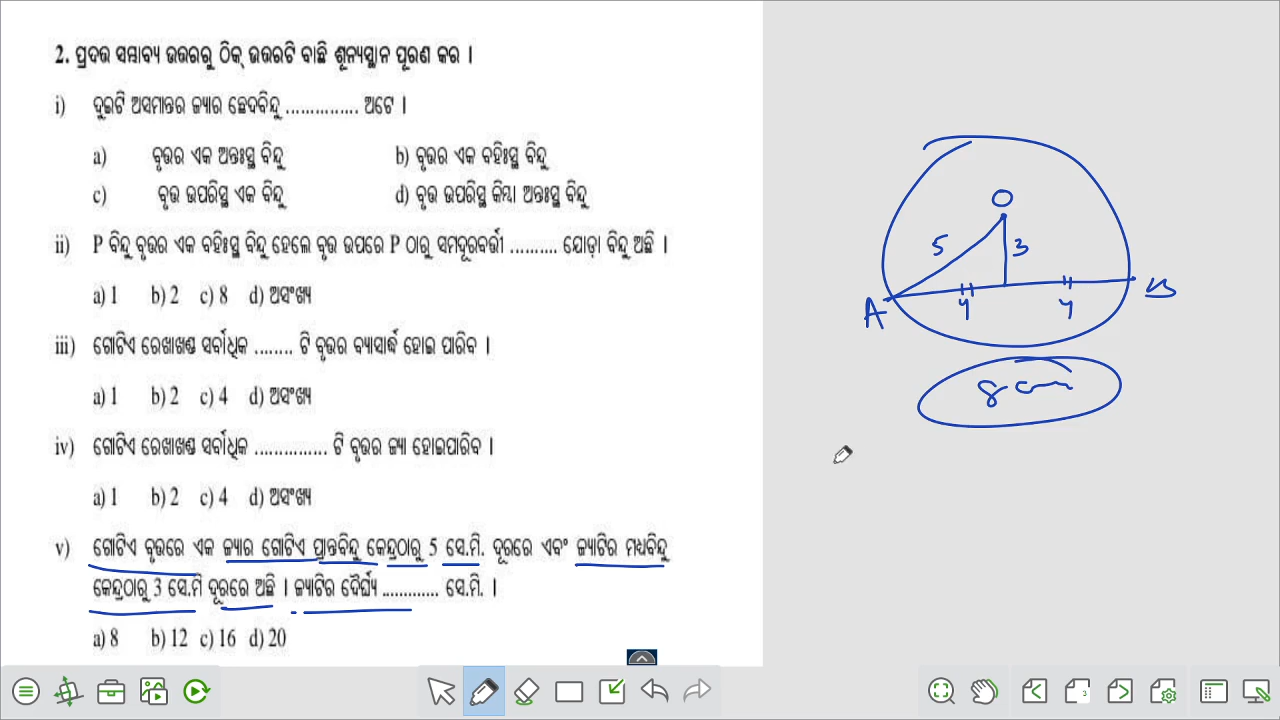 2. ପ୍ରଦତ୍ତ ସମ୍ଭାବ୍ୟ ଉତ୍ତରରୁ ଠିକ୍ ଉତ୍ତରଟି ବାଛି ଶୂନ୍ୟସ୍ଥାନ ପୂରଣ କର ।
i) ଦୁଇଟି ଅସମାନ୍ତର ଜ୍ୟାର ଛେଦବିନ୍ଦୁ ............... ଅଟେ ।
a) ବୃତ୍ତର ଏକ ଅନ୍ତଃସ୍ଥ ବିନ୍ଦୁ b) ବୃତ୍ତର ଏକ ବହିଃସ୍ଥ ବିନ୍ଦୁ
c) ବୃତ୍ତ ଉପରିସ୍ଥ ଏକ ବିନ୍ଦୁ d) ବୃତ୍ତ ଉପରିସ୍ଥ କିମ୍ବା ଅନ୍ତଃସ୍ଥ ବିନ୍ଦୁ
ii) P ବିନ୍ଦୁ ବୃତ୍ତର ଏକ ବହିଃସ୍ଥ ବିନ୍ଦୁ ହେଲେ ବୃତ୍ତ ଉପରେ P ଠାରୁ ସମଦୂରବର୍ତ୍ତୀ .......... ଯୋଡ଼ା ବିନ୍ଦୁ ଅଛି ।
a) 1 b) 2 c) 8 d) ଅସଂଖ୍ୟ
iii) ଗୋଟିଏ ରେଖାଖଣ୍ଡ ସର୍ବାଧିକ ........ ଟି ବୃତ୍ତର ବ୍ୟାସାର୍ଦ୍ଧ ହୋଇ ପାରିବ ।
a) 1 b) 2 c) 4 d) ଅସଂଖ୍ୟ
iv) ଗୋଟିଏ ରେଖାଖଣ୍ଡ ସର୍ବାଧିକ ............... ଟି ବୃତ୍ତର ଜ୍ୟା ହୋଇପାରିବ ।
a) 1 b) 2 c) 4 d) ଅସଂଖ୍ୟ
v) ଗୋଟିଏ ବୃତ୍ତରେ ଏକ ଜ୍ୟାର ଗୋଟିଏ ପ୍ରାନ୍ତବିନ୍ଦୁ କେନ୍ଦ୍ରଠାରୁ 5 ସେ.ମି. ଦୂରରେ ଏବଂ ଜ୍ୟାଟିର ମଧ୍ୟବିନ୍ଦୁ
କେନ୍ଦ୍ରଠାରୁ 3 ସେ.ମି ଦୂରରେ ଅଛି । ଜ୍ୟାଟିର ଦୈର୍ଘ୍ୟ ............ ସେ.ମି. ।
a) 8 b) 12 c) 16 d) 20
O
5 3
A 4 4 B
8 cm
3